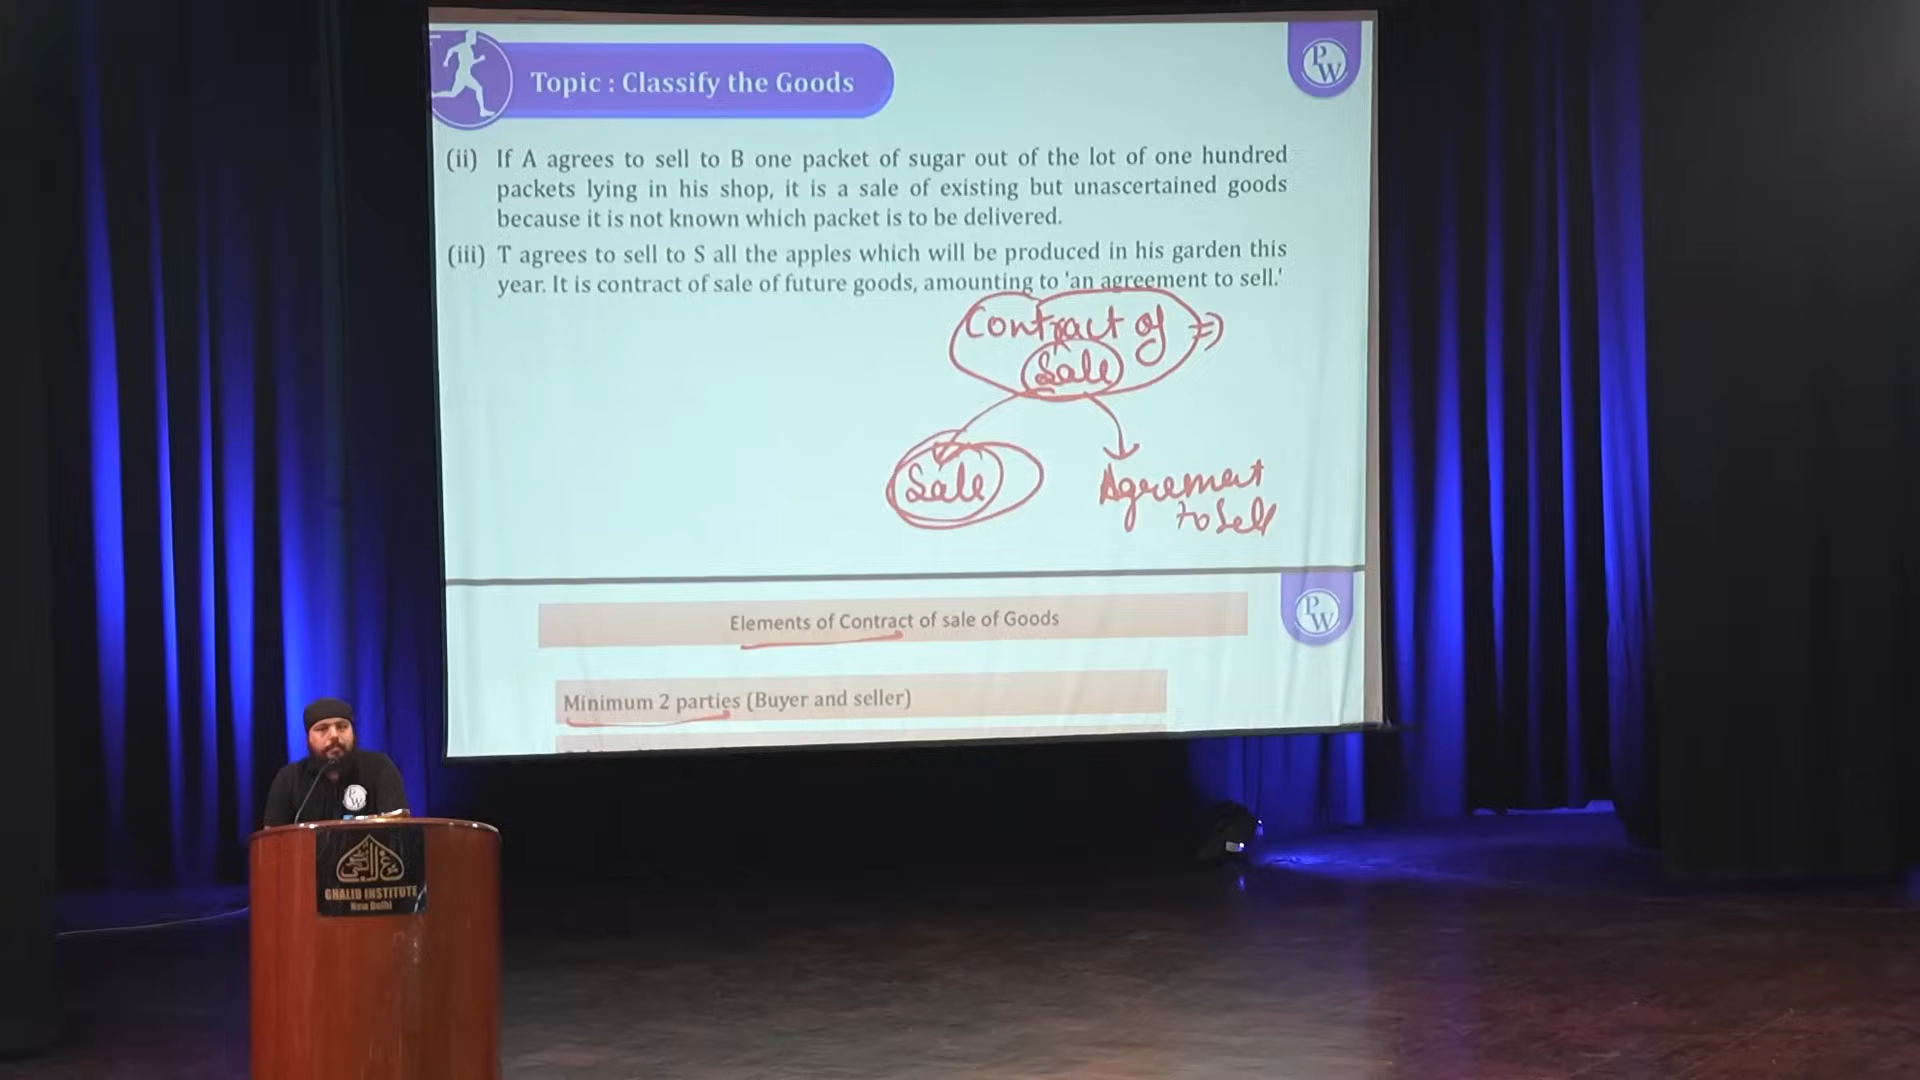 Topic : Classify the Goods
PW
(ii) If A agrees to sell to B one packet of sugar out of the lot of one hundred
packets lying in his shop, it is a sale of existing but unascertained goods
because it is not known which packet is to be delivered.
(iii) T agrees to sell to S all the apples which will be produced in his garden this
year. It is contract of sale of future goods, amounting to 'an agreement to sell.'
Contract of =>
Sale
Sale
Agrement
to Sell
Elements of Contract of sale of Goods
PW
Minimum 2 parties (Buyer and seller)
PW
GHALIB INSTITUTE
New Delhi